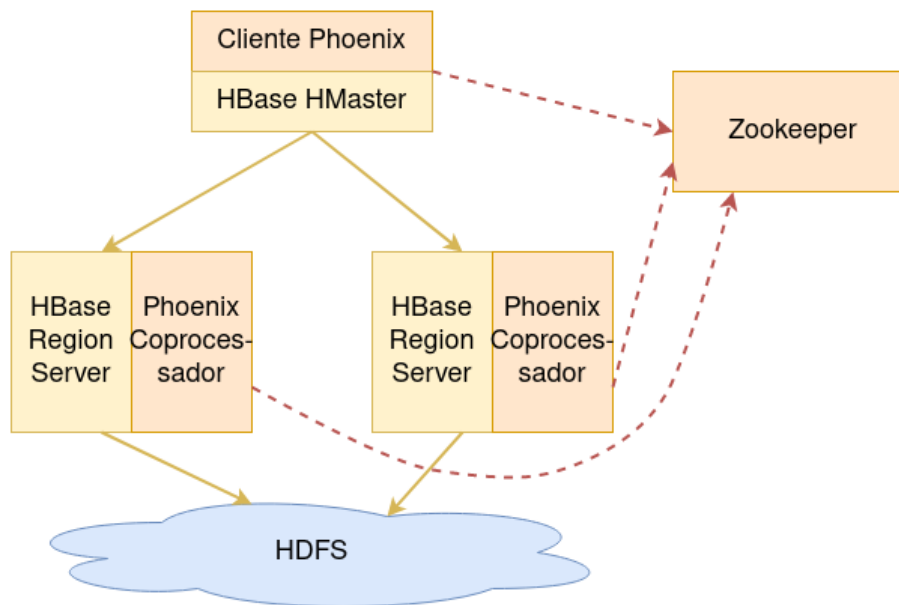 Cliente Phoenix
HBase HMaster
Zookeeper
HBase
Region
Server
Phoenix
Coproces-
sador
HBase
Region
Server
Phoenix
Coproces-
sador
HDFS